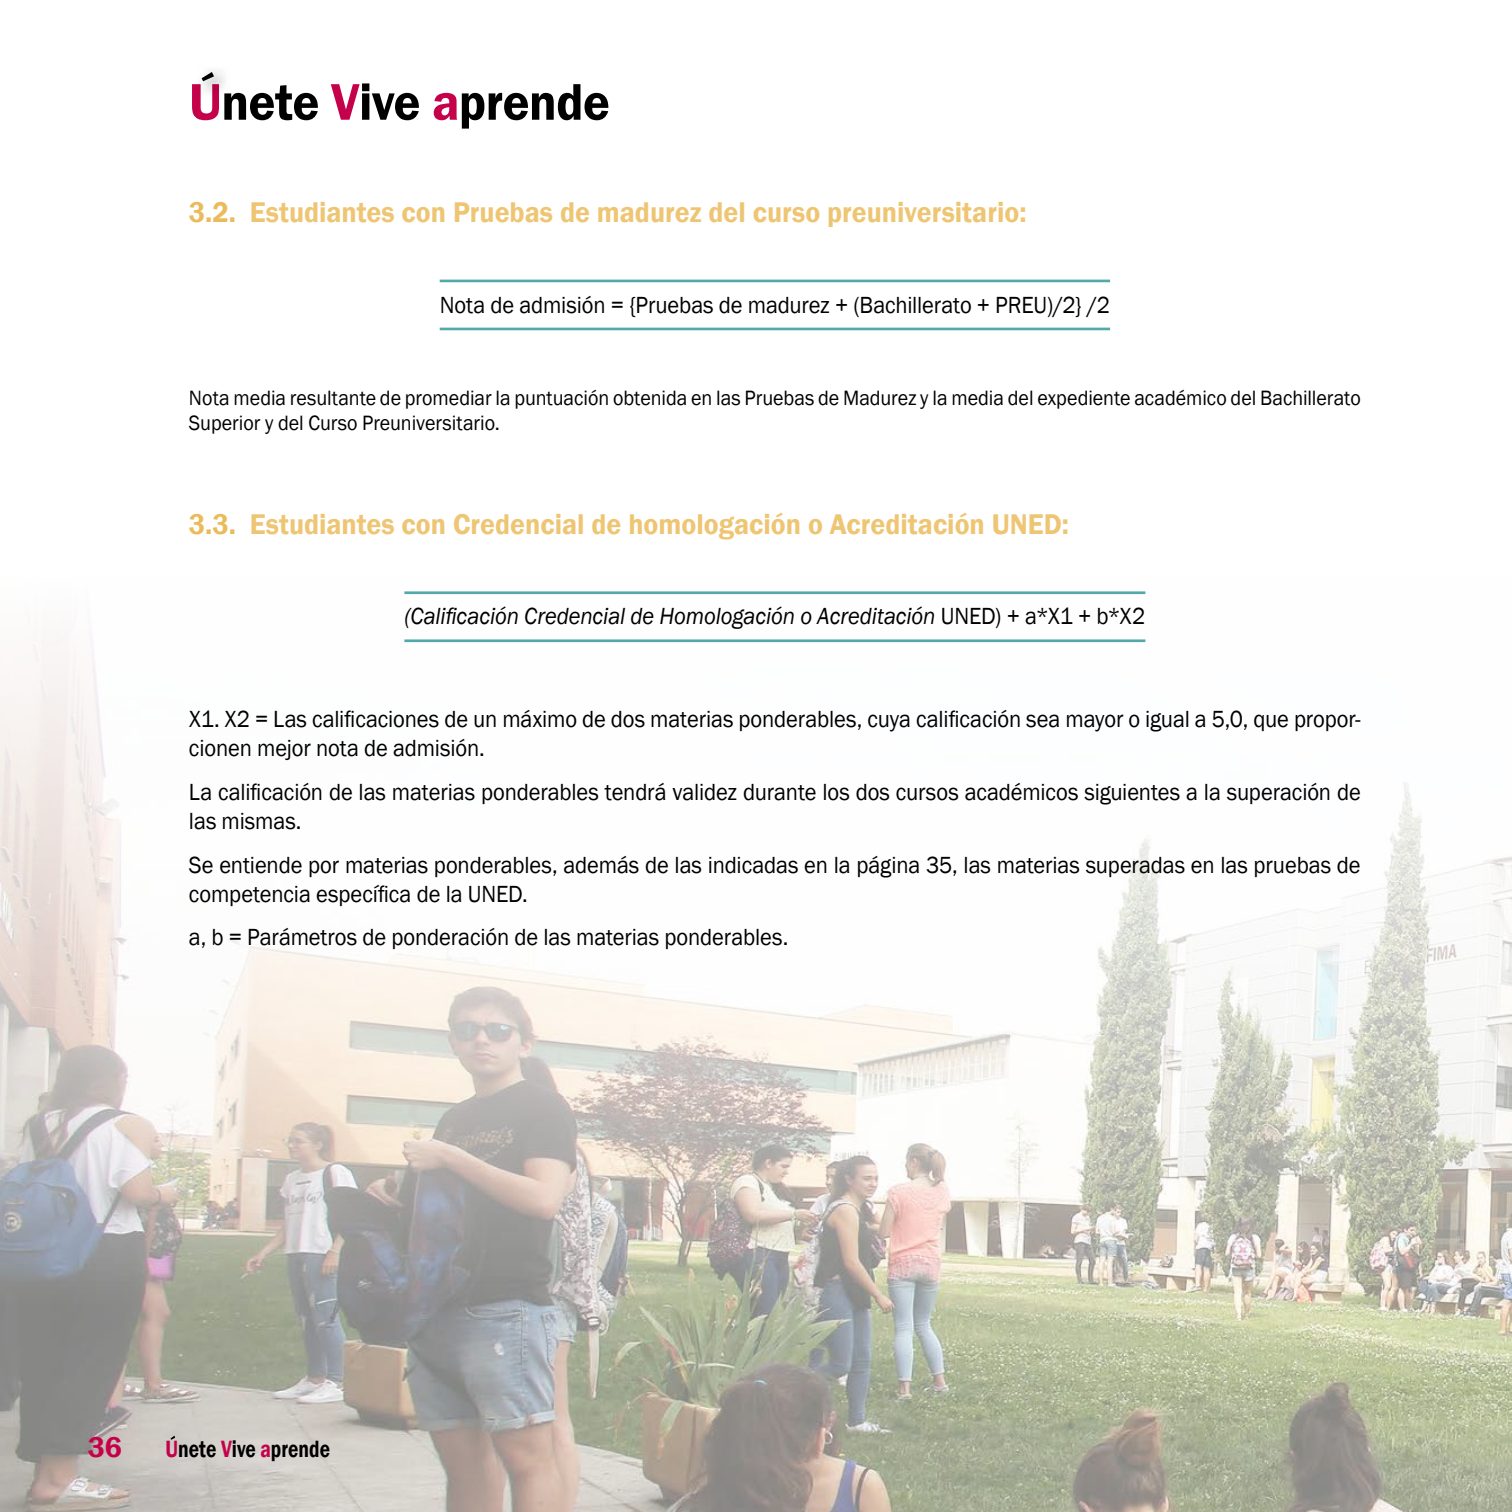 Únete Vive aprende
3.2. Estudiantes con Pruebas de madurez del curso preuniversitario:
Nota de admisión = {Pruebas de madurez + (Bachillerato + PREU)/2} /2
Nota media resultante de promediar la puntuación obtenida en las Pruebas de Madurez y la media del expediente académico del Bachillerato
Superior y del Curso Preuniversitario.
3.3. Estudiantes con Credencial de homologación o Acreditación UNED:
(Calificación Credencial de Homologación o Acreditación UNED) + a*X1 + b*X2
X1. X2 = Las calificaciones de un máximo de dos materias ponderables, cuya calificación sea mayor o igual a 5,0, que propor-
cionen mejor nota de admisión.
La calificación de las materias ponderables tendrá validez durante los dos cursos académicos siguientes a la superación de
las mismas.
Se entiende por materias ponderables, además de las indicadas en la página 35, las materias superadas en las pruebas de
competencia específica de la UNED.
a, b = Parámetros de ponderación de las materias ponderables.
36 Únete Vive aprende